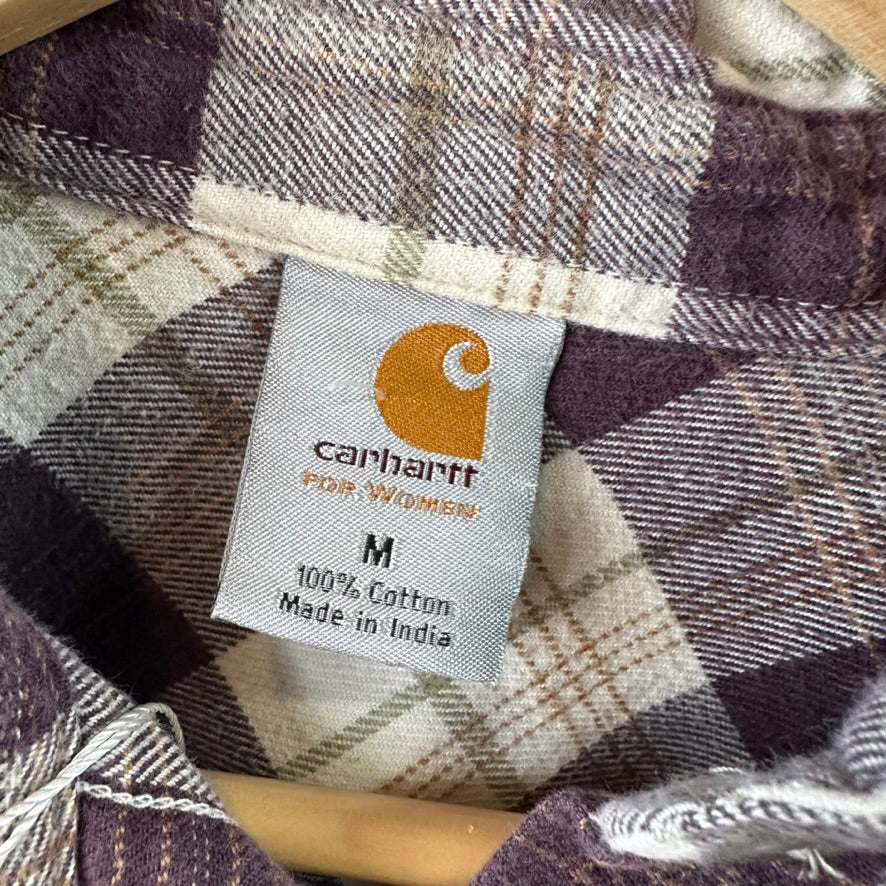 carhartt
FOR WOMEN
M
100% Cotton
Made in India